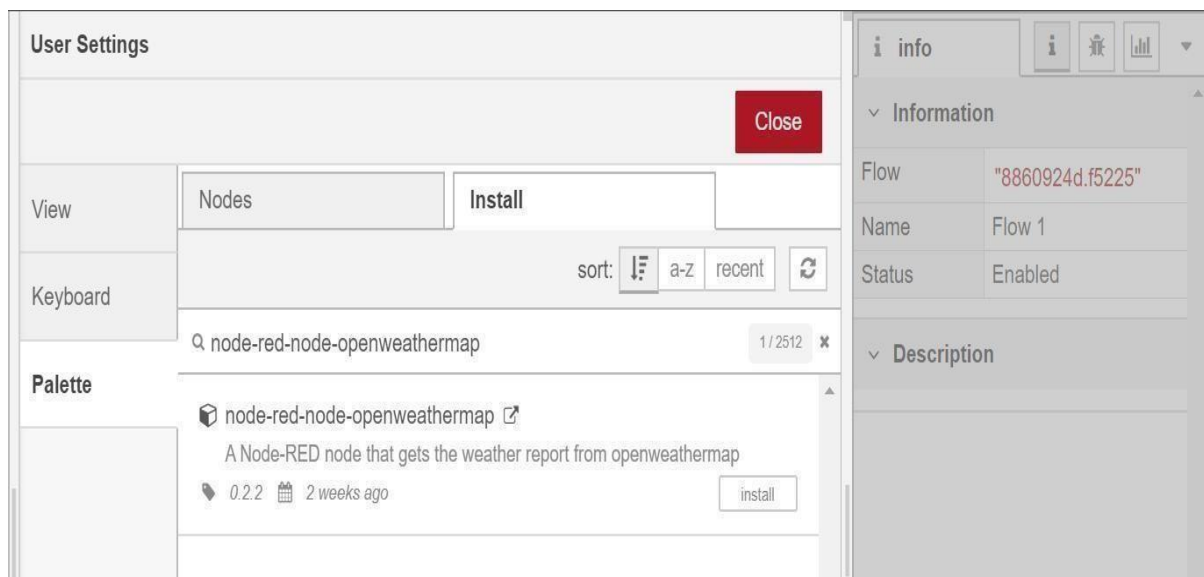 User Settings
Close
View
Keyboard
Palette
Nodes
Install
sort: a-z recent
node-red-node-openweathermap 1 / 2512 ×
node-red-node-openweathermap
A Node-RED node that gets the weather report from openweathermap
0.2.2 2 weeks ago
install
i info i
Information
Flow "8860924d.f5225"
Name Flow 1
Status Enabled
Description